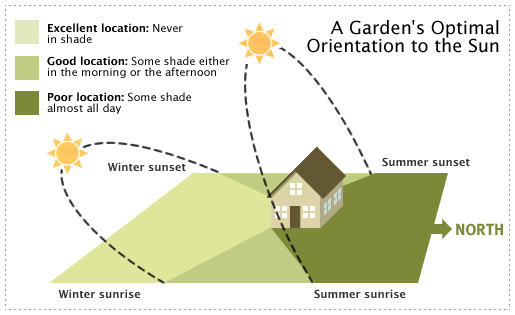 A Garden's Optimal
Orientation to the Sun
Excellent location: Never
in shade
Good location: Some shade either
in the morning or the afternoon
Poor location: Some shade
almost all day
Winter sunset
Summer sunset
NORTH
Winter sunrise
Summer sunrise